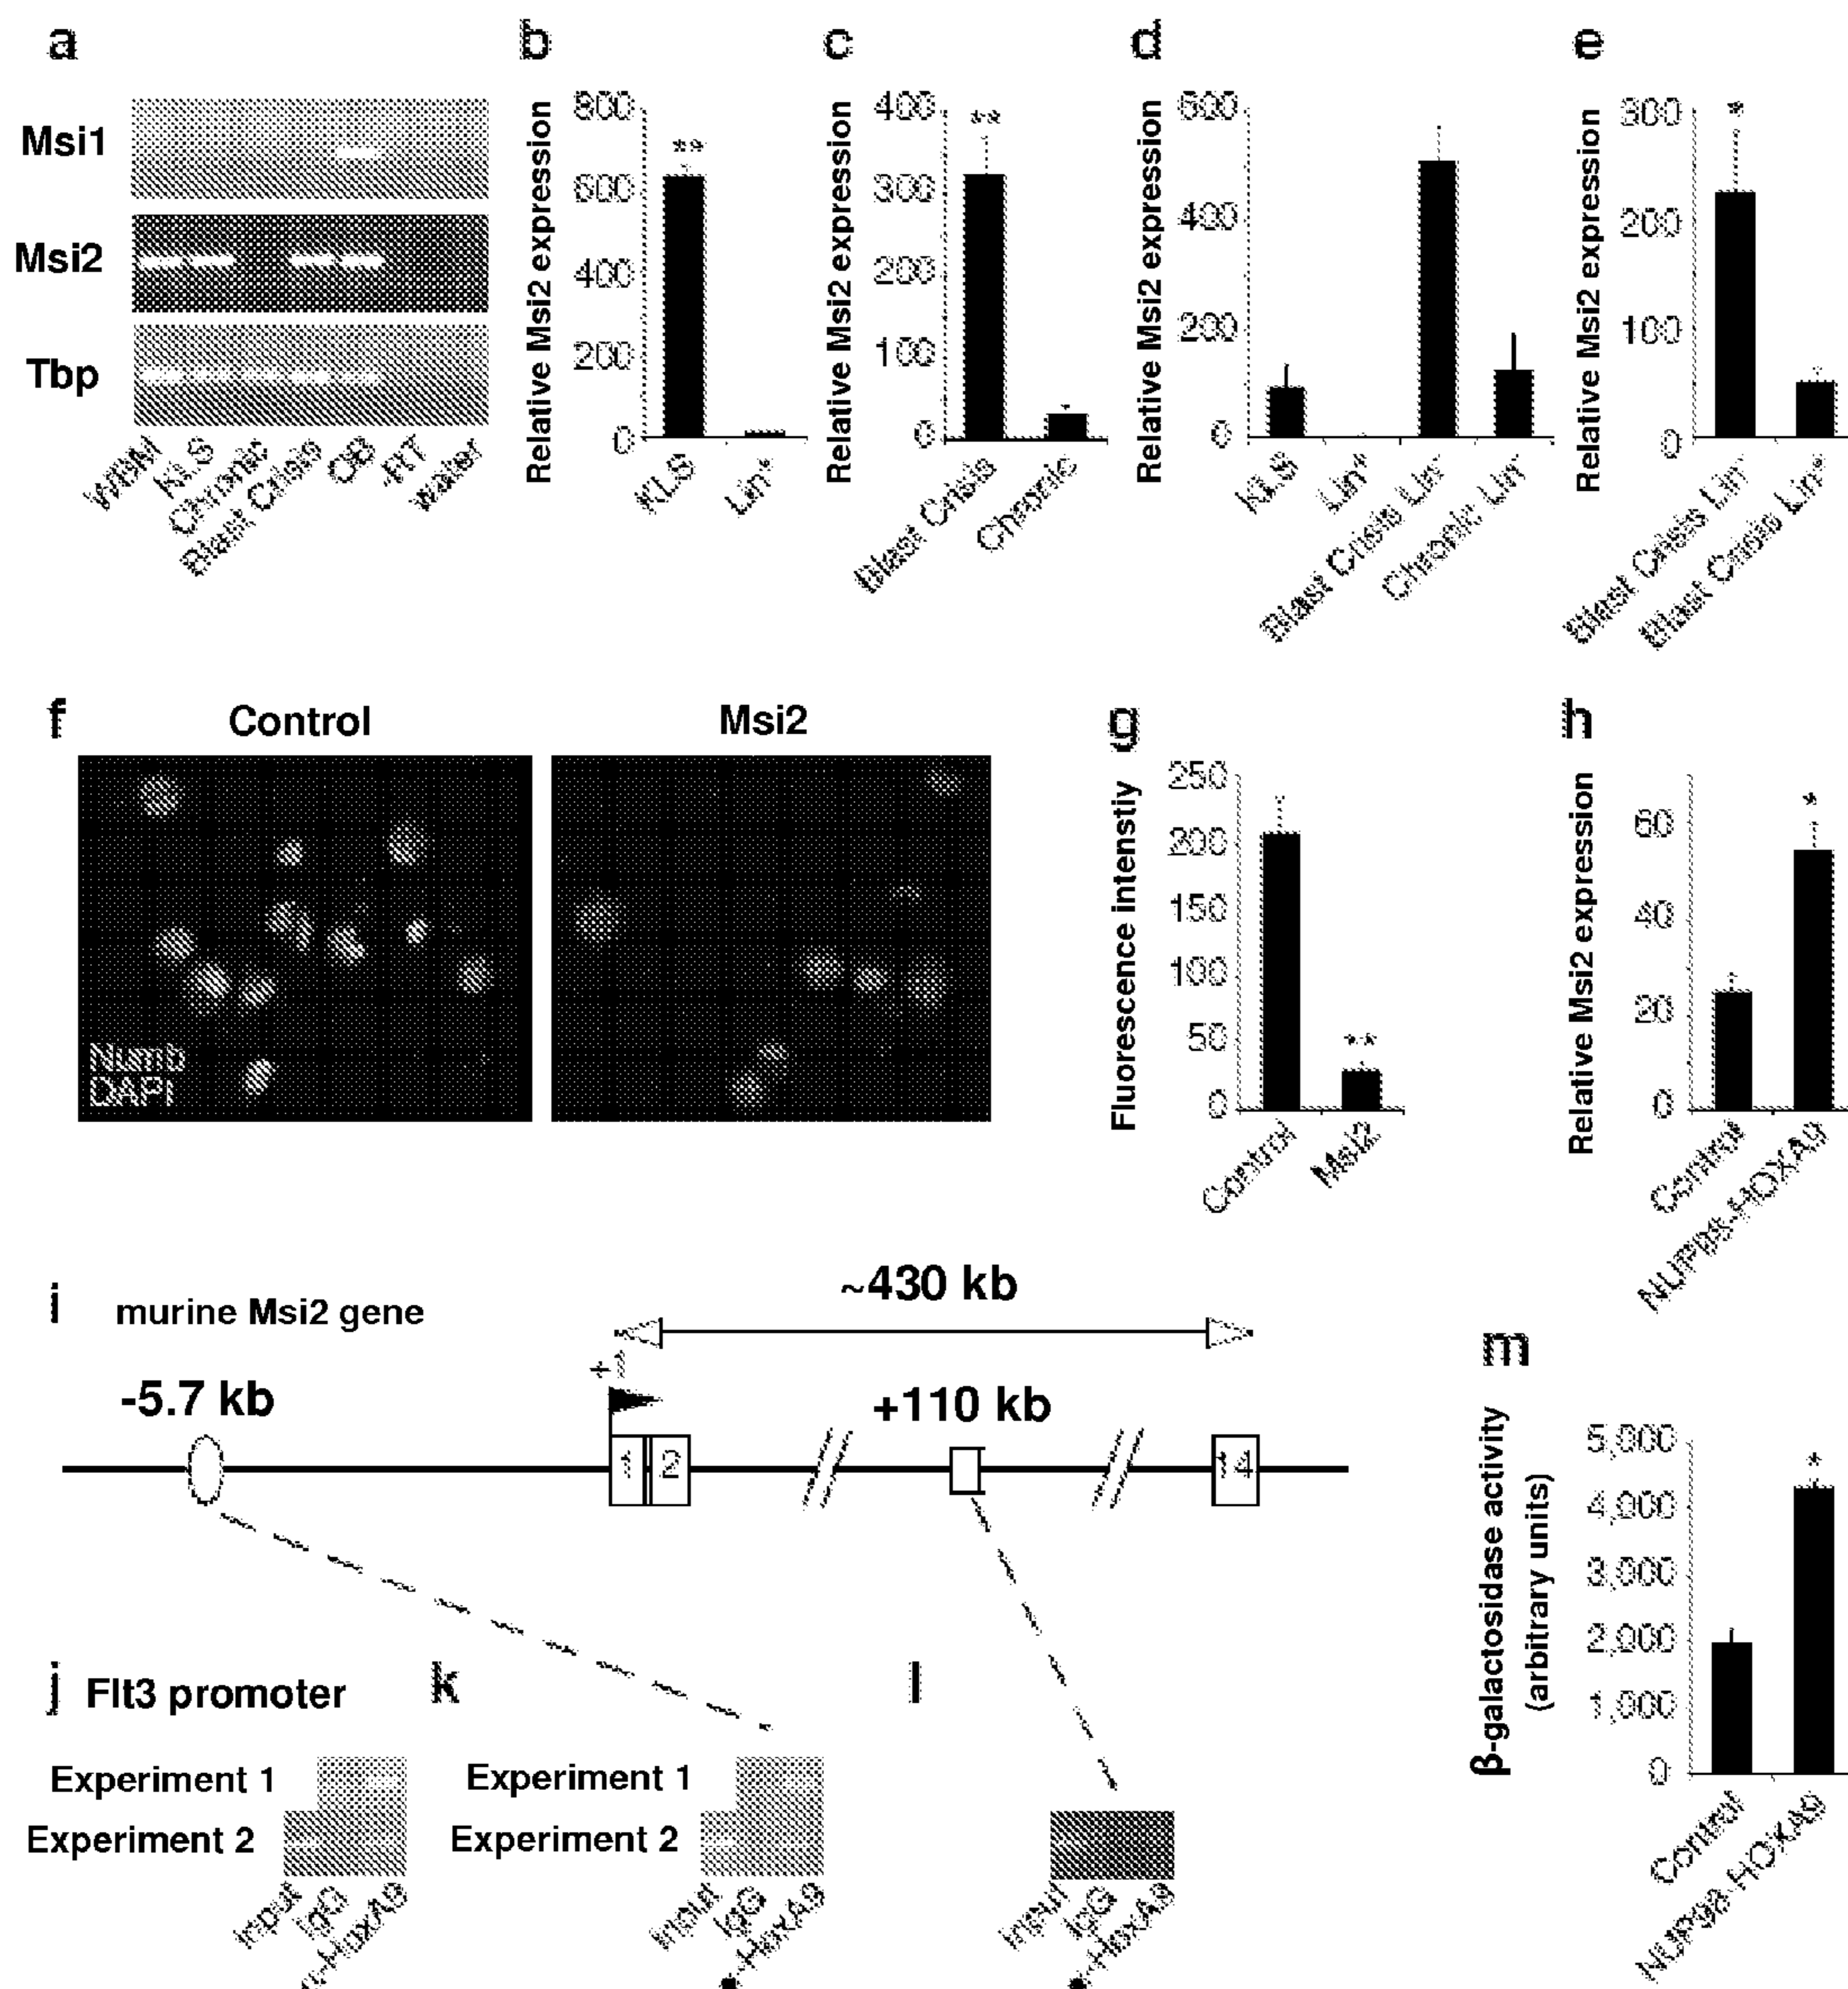 a
Msi1
Msi2
Tbp
WBM
KLS
Chronic
Blast Crisis
OB
-RT
water
b
Relative Msi2 expression
800
600
400
200
0
**
KLS
Lin+
c
Relative Msi2 expression
400
300
200
100
0
**
Blast Crisis
Chronic
d
Relative Msi2 expression
600
400
200
0
KLS
Lin+
Blast Crisis Lin-
Chronic Lin-
e
Relative Msi2 expression
300
200
100
0
*
Blast Crisis Lin-
Blast Crisis Lin+
f
Control
Msi2
Numb
DAPI
g
Fluorescence intenstiy
250
200
150
100
50
0
**
Control
Msi2
h
Relative Msi2 expression
60
40
20
0
*
Control
NUP98-HOXA9
i
murine Msi2 gene
~430 kb
+1
-5.7 kb
+110 kb
1
2
14
j
Flt3 promoter
Experiment 1
Experiment 2
Input
IgG
α-HoxA9
k
Experiment 1
Experiment 2
Input
IgG
-HoxA9
l
Input
IgG
-HoxA9
m
β-galactosidase activity
(arbitrary units)
5,000
4,000
3,000
2,000
1,000
0
*
Control
NUP98-HOXA9